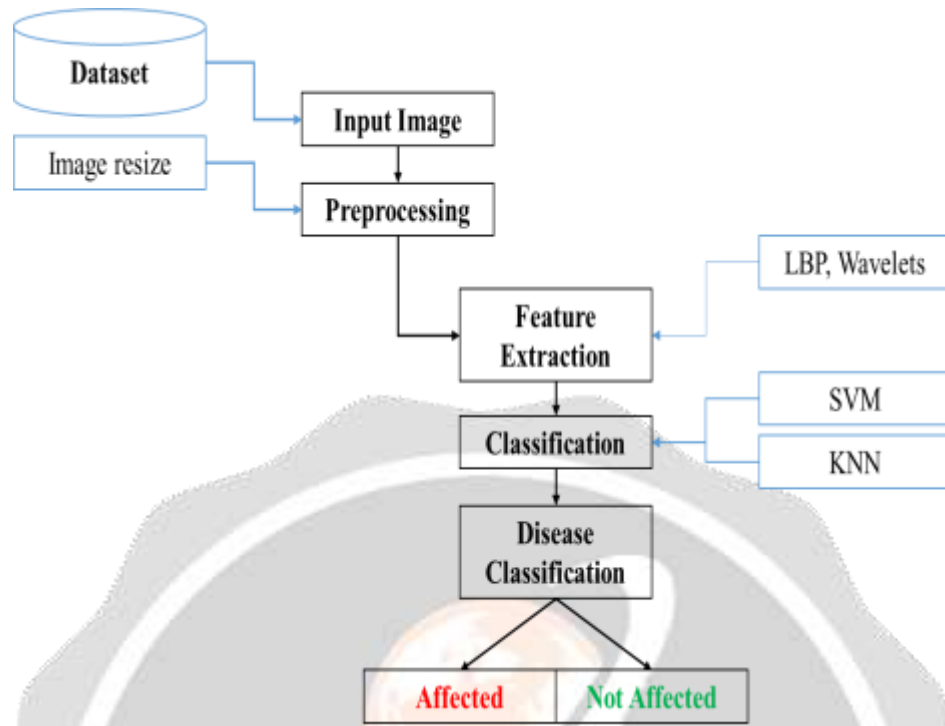 Dataset
Input Image
Image resize
Preprocessing
LBP, Wavelets
Feature
Extraction
SVM
Classification
KNN
Disease
Classification
Affected
Not Affected